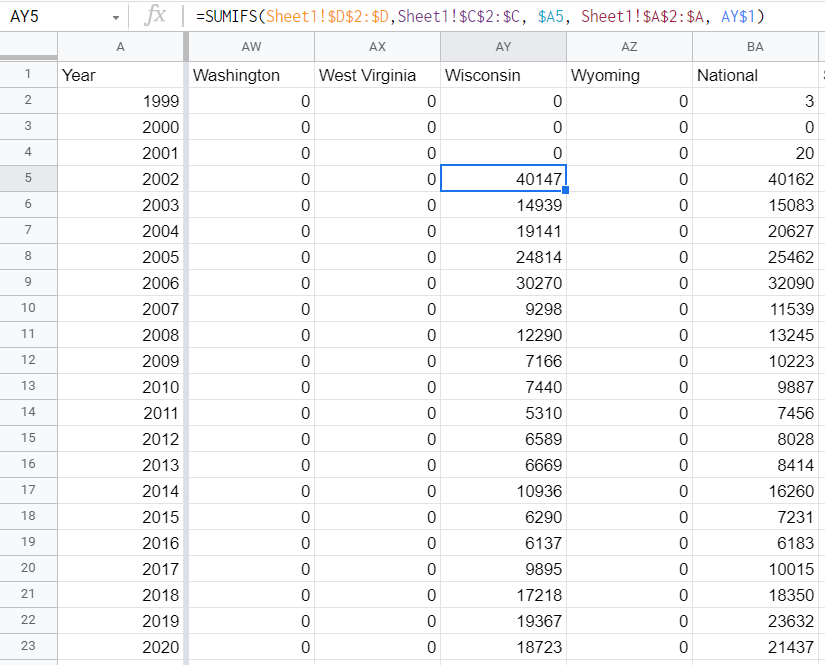 AY5 fx =SUMIFS(Sheet1!$D$2:$D,Sheet1!$C$2:$C, $A5, Sheet1!$A$2:$A, AY$1)
A AW AX AY AZ BA
1 Year Washington West Virginia Wisconsin Wyoming National
2 1999 0 0 0 0 3
3 2000 0 0 0 0 0
4 2001 0 0 0 0 20
5 2002 0 0 40147 0 40162
6 2003 0 0 14939 0 15083
7 2004 0 0 19141 0 20627
8 2005 0 0 24814 0 25462
9 2006 0 0 30270 0 32090
10 2007 0 0 9298 0 11539
11 2008 0 0 12290 0 13245
12 2009 0 0 7166 0 10223
13 2010 0 0 7440 0 9887
14 2011 0 0 5310 0 7456
15 2012 0 0 6589 0 8028
16 2013 0 0 6669 0 8414
17 2014 0 0 10936 0 16260
18 2015 0 0 6290 0 7231
19 2016 0 0 6137 0 6183
20 2017 0 0 9895 0 10015
21 2018 0 0 17218 0 18350
22 2019 0 0 19367 0 23632
23 2020 0 0 18723 0 21437